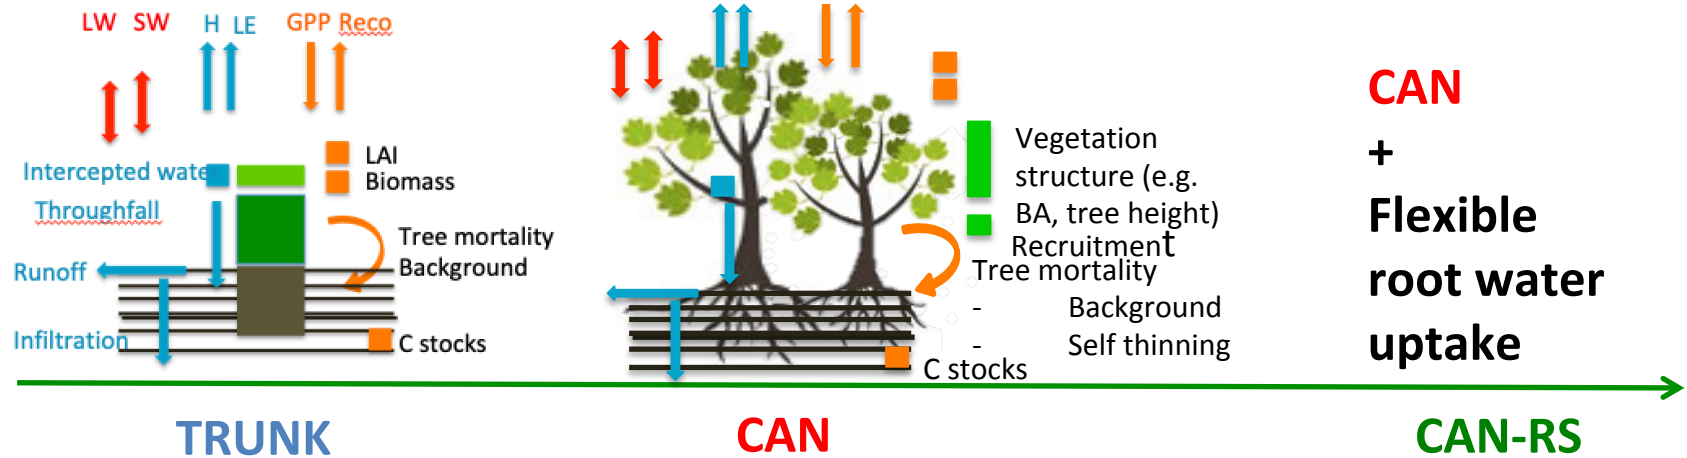 LW SW H LE GPP Reco
LAI
Intercepted water
Biomass
Throughfall
Tree mortality
Runoff
Background
Infiltration
C stocks
TRUNK
Vegetation
structure (e.g.
BA, tree height)
Recruitment
Tree mortality
- Background
- Self thinning
C stocks
CAN
CAN
+
Flexible
root water
uptake
CAN-RS